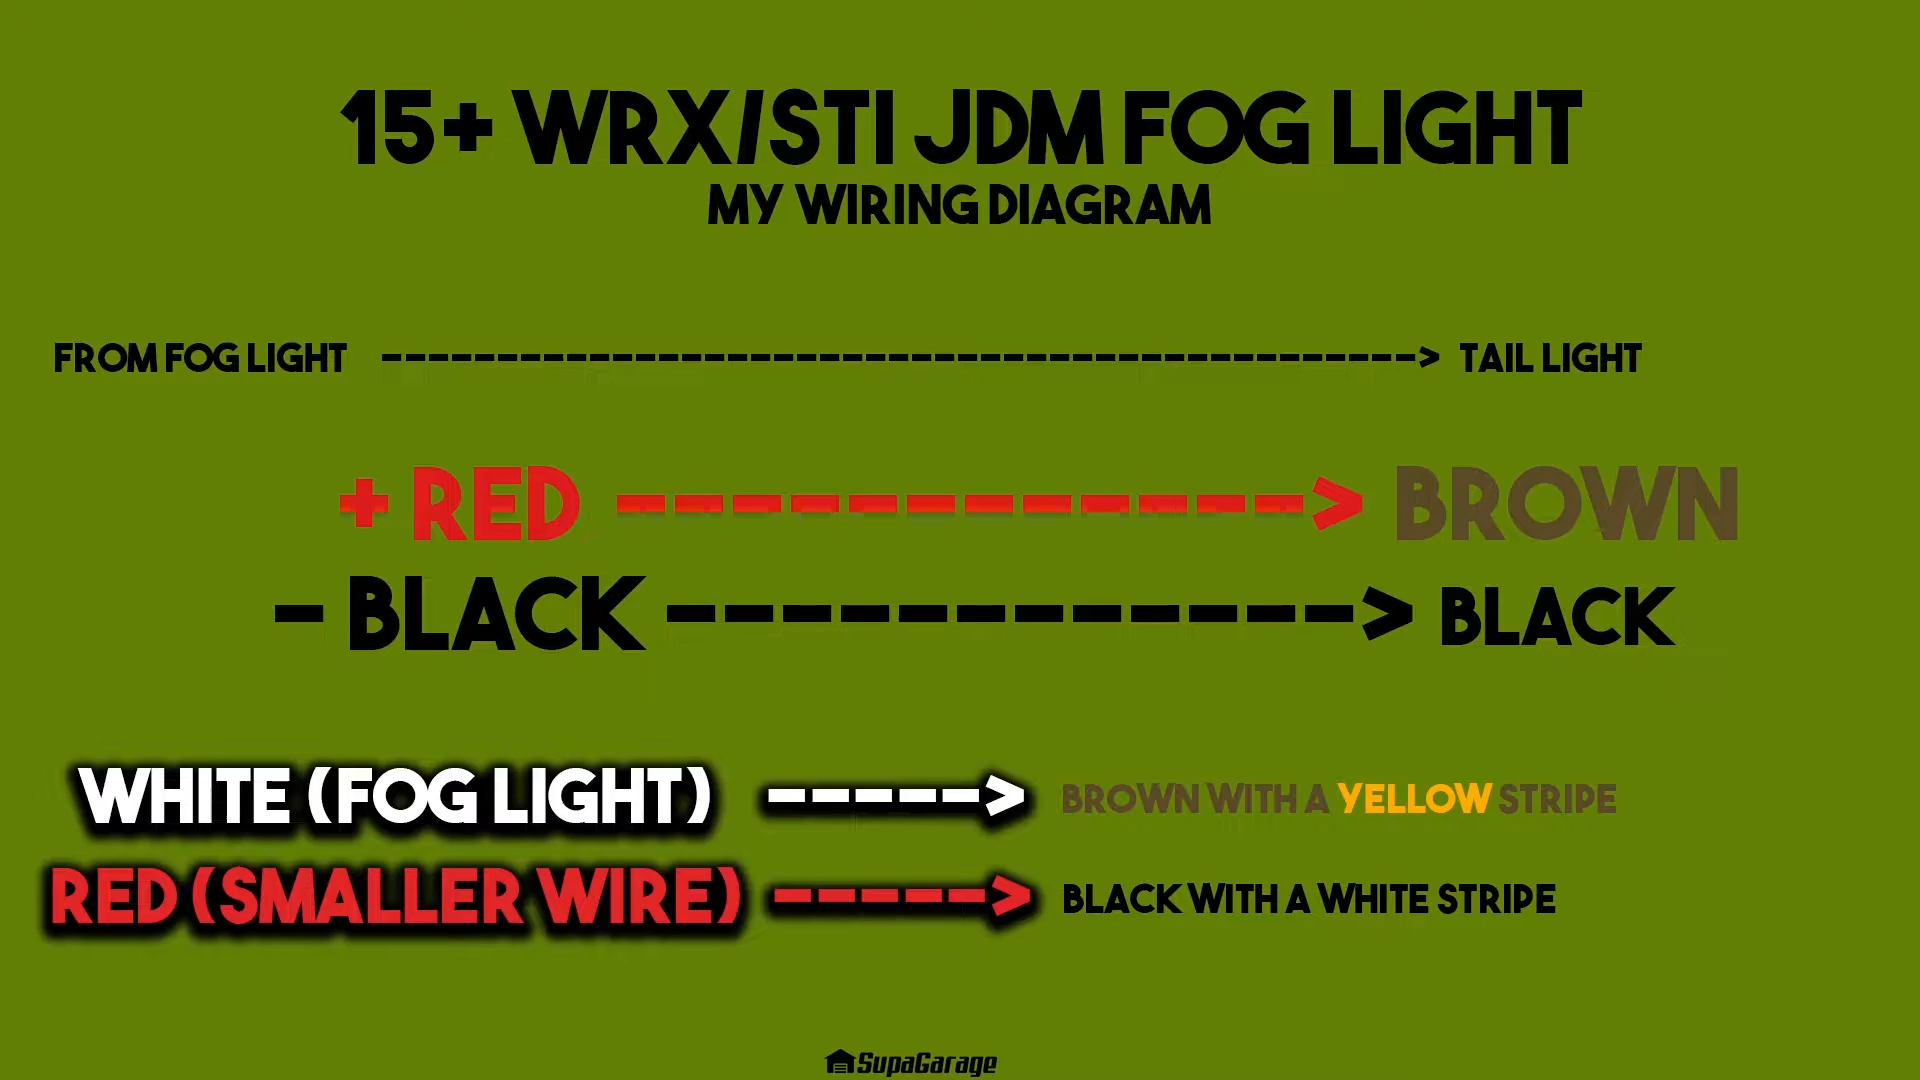 15+ WRX/STI JDM FOG LIGHT
MY WIRING DIAGRAM
FROM FOG LIGHT -----------------------------------------> TAIL LIGHT
+ RED ------------> BROWN
- BLACK ------------> BLACK
WHITE (FOG LIGHT) -----> BROWN WITH A YELLOW STRIPE
RED (SMALLER WIRE) -----> BLACK WITH A WHITE STRIPE
SupaGarage